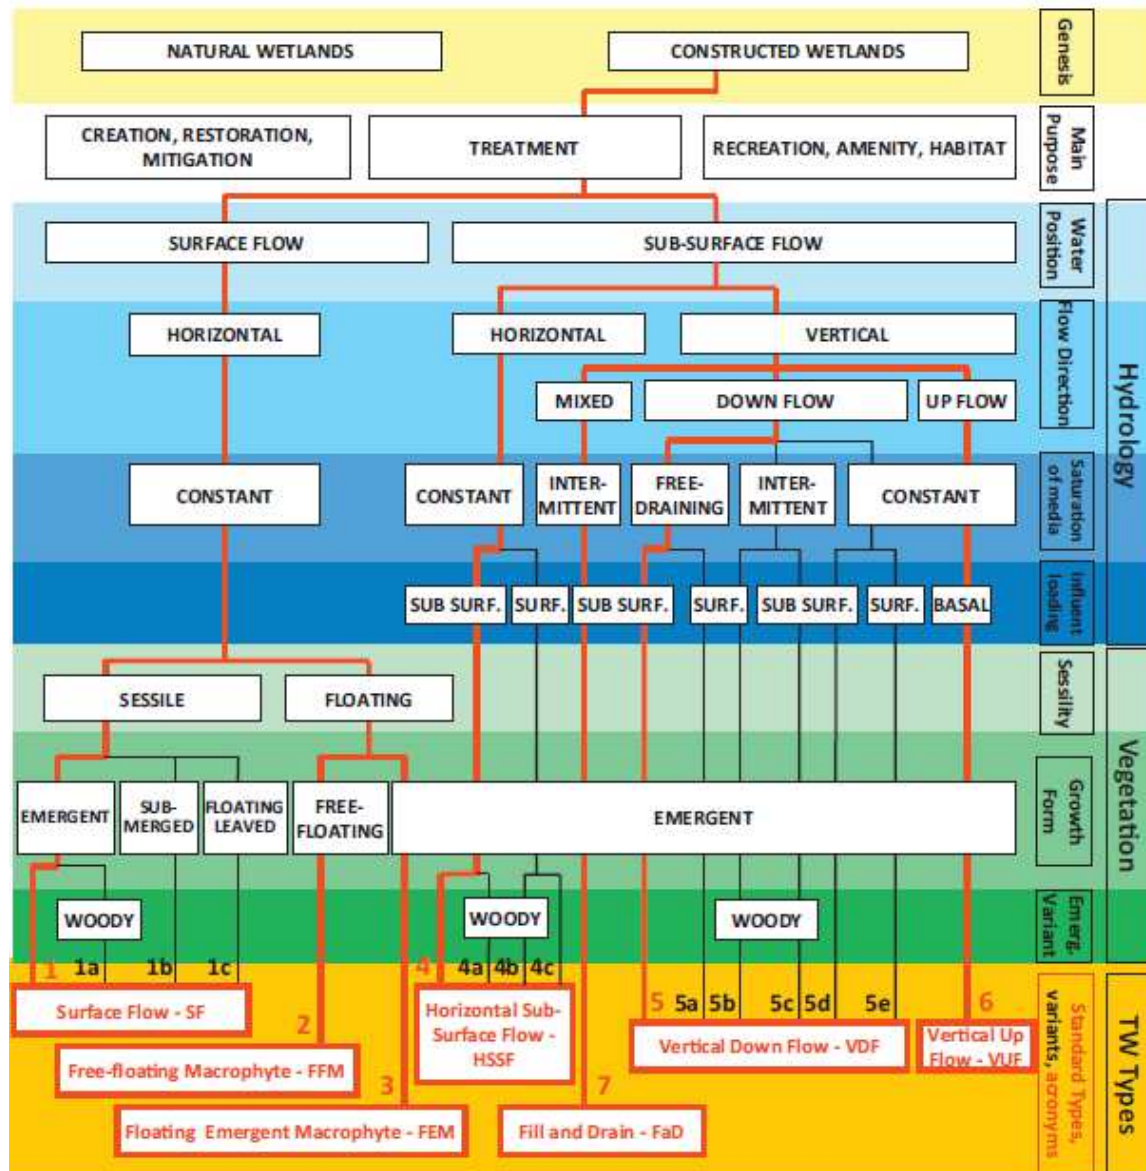 NATURAL WETLANDS
CONSTRUCTED WETLANDS
Genesis
CREATION, RESTORATION,
MITIGATION
TREATMENT
RECREATION, AMENITY, HABITAT
Main
Purpose
SURFACE FLOW
SUB-SURFACE FLOW
Water
Position
HORIZONTAL
HORIZONTAL
VERTICAL
MIXED
DOWN FLOW
UP FLOW
Flow Direction
Hydrology
CONSTANT
CONSTANT
INTER-
MITTENT
FREE-
DRAINING
INTER-
MITTENT
CONSTANT
Saturation
of media
SUB SURF.
SURF.
SUB SURF.
SURF.
SUB SURF.
SURF.
BASAL
Influent
loading
SESSILE
FLOATING
Sessility
EMERGENT
SUB-
MERGED
FLOATING
LEAVED
FREE-
FLOATING
EMERGENT
Growth
Form
Vegetation
WOODY
WOODY
WOODY
Emerg.
Variant
1
1a
1b
1c
2
3
4
4a
4b
4c
7
5
5a
5b
5c
5d
5e
6
Surface Flow - SF
Free-floating Macrophyte - FFM
Floating Emergent Macrophyte - FEM
Horizontal Sub-
Surface Flow -
HSSF
Fill and Drain - FaD
Vertical Down Flow - VDF
Vertical Up
Flow - VUF
Standard Types,
variants, acronyms
TW Types